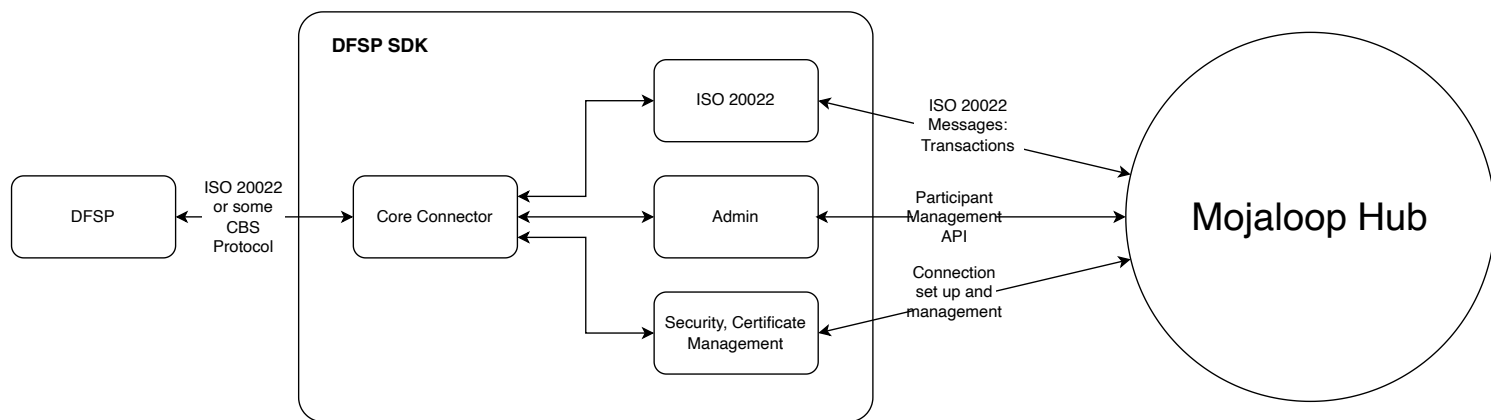 DFSP SDK
DFSP
ISO 20022
or some
CBS
Protocol
Core Connector
ISO 20022
Admin
Security, Certificate
Management
ISO 20022
Messages:
Transactions
Participant
Management
API
Connection
set up and
management
Mojaloop Hub